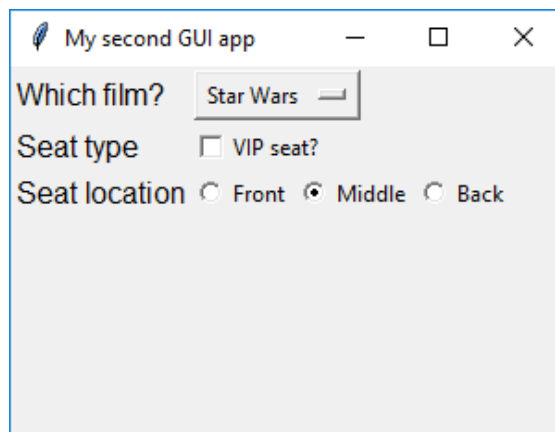 My second GUI app
Which film? Star Wars
Seat type VIP seat?
Seat location Front Middle Back